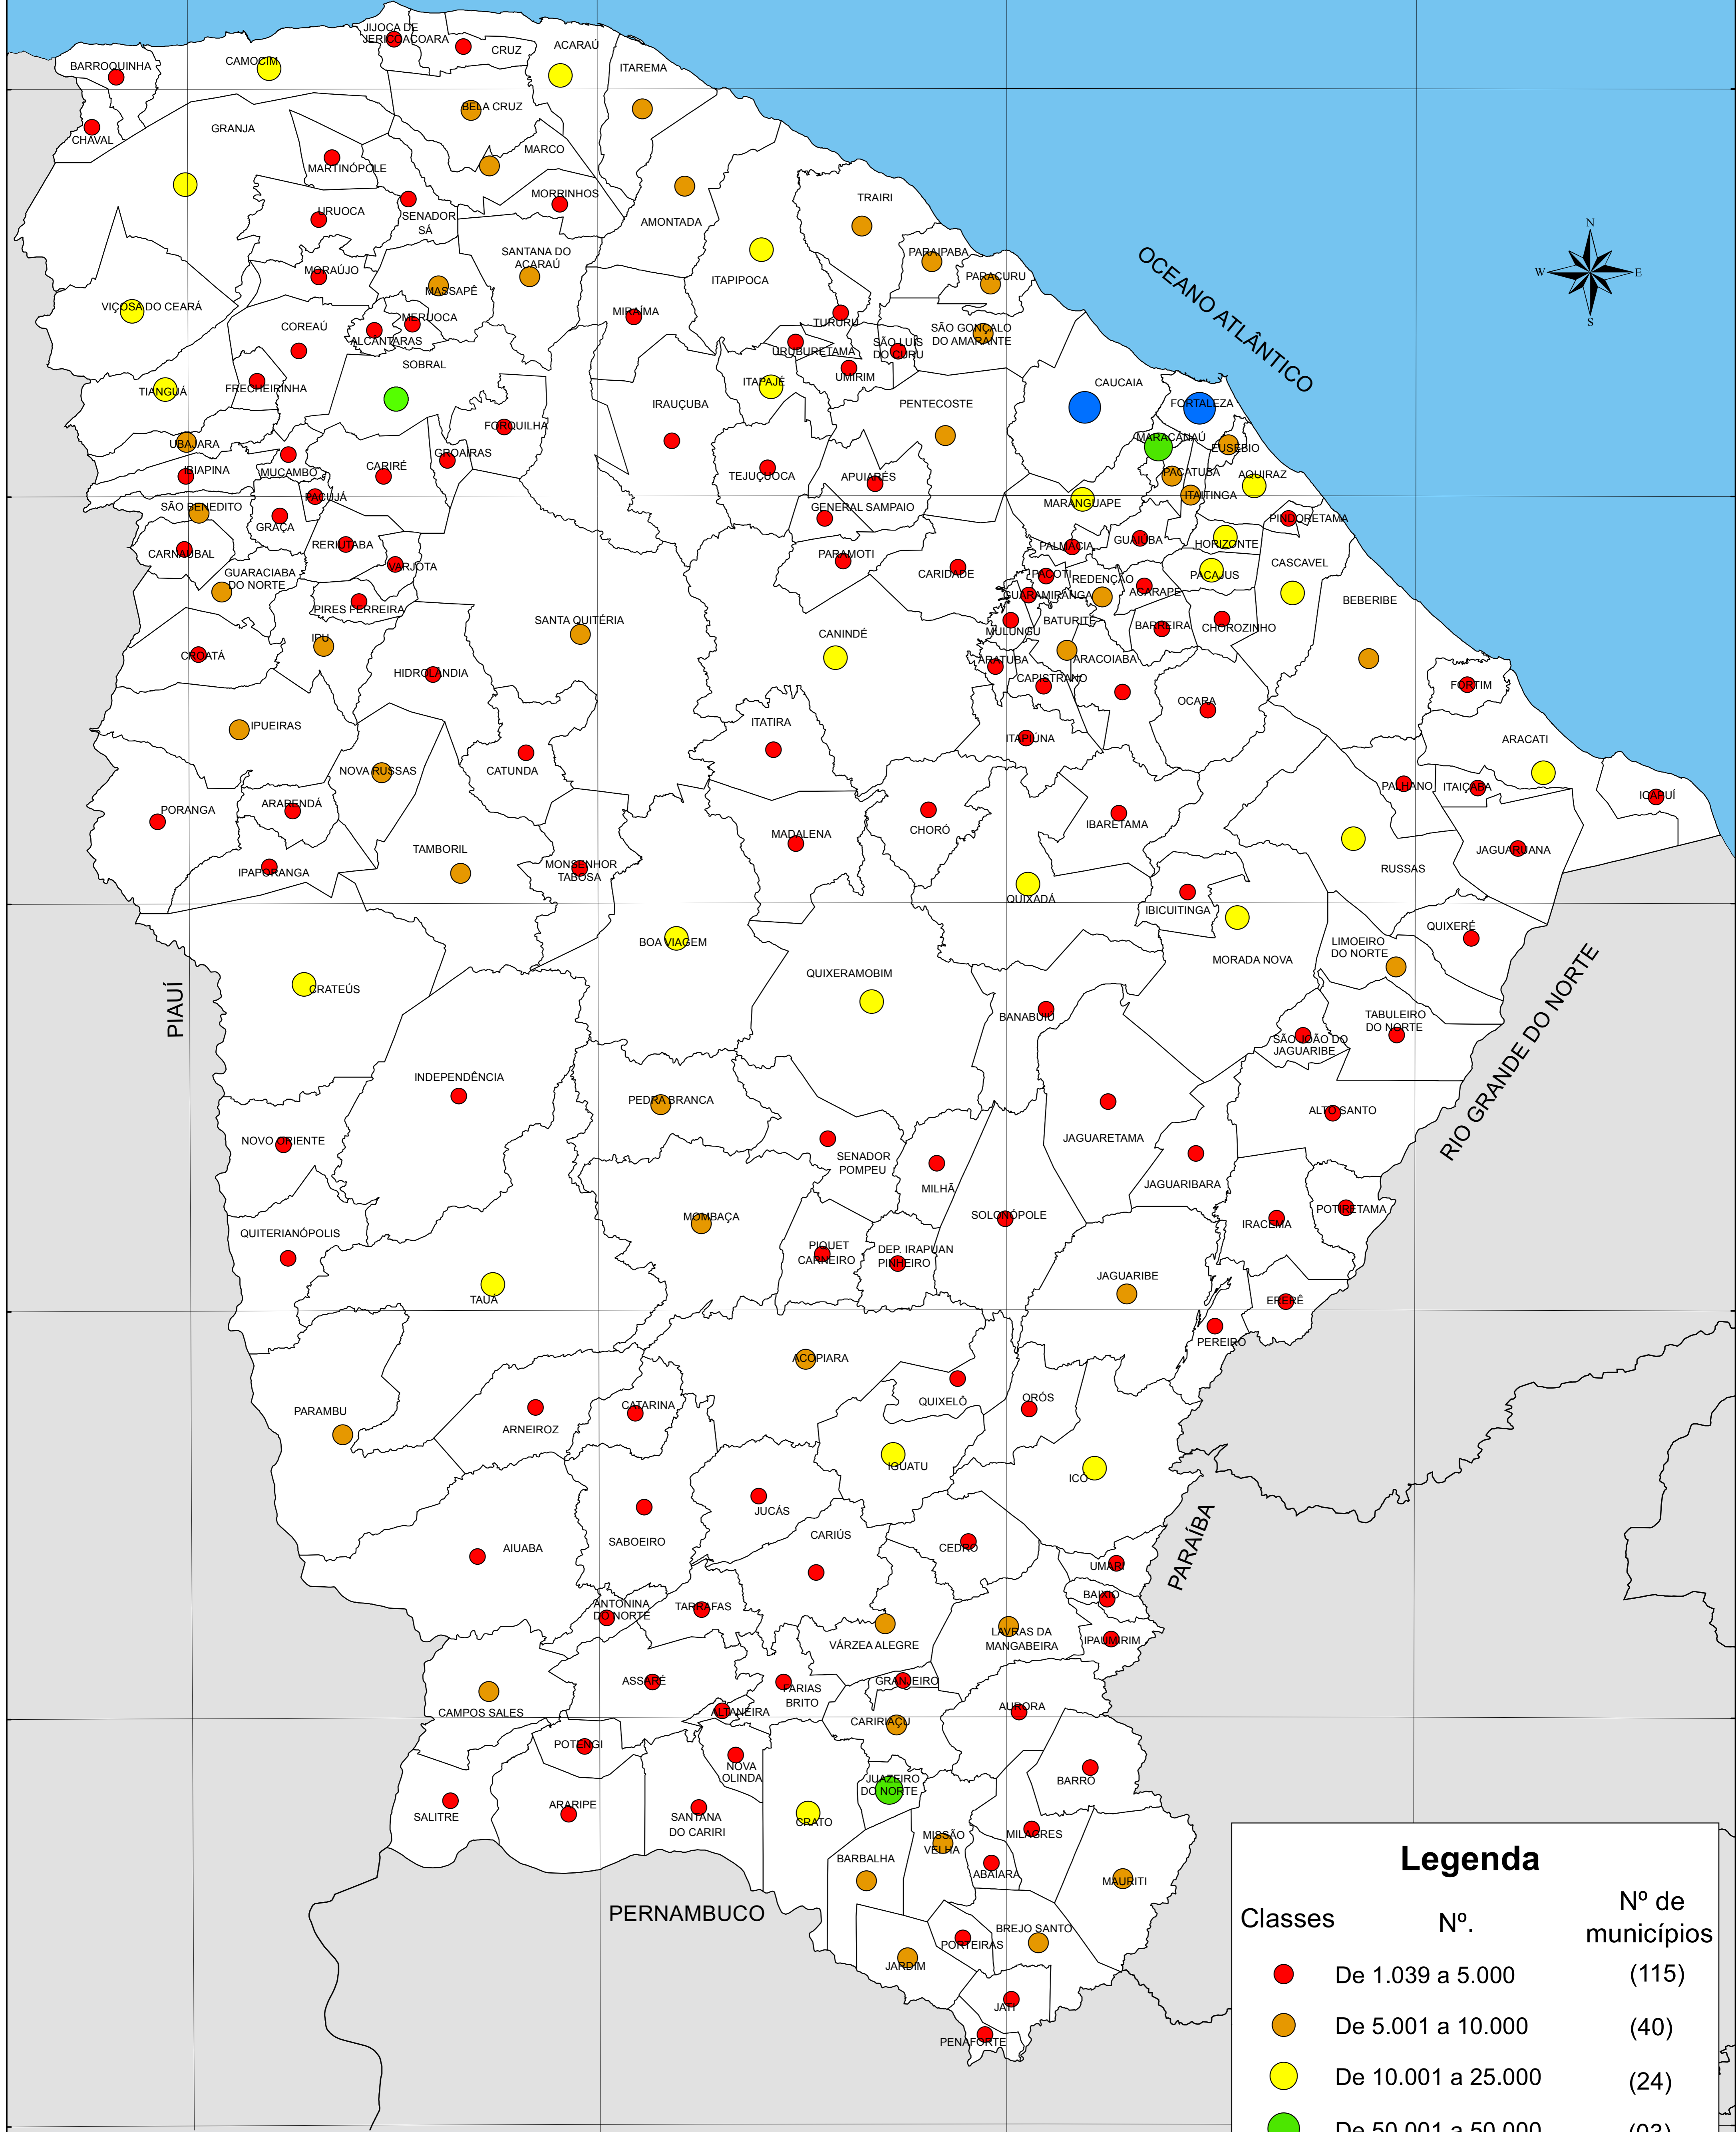 JIJOCA DE
JERICOACOARA
CRUZ
ACARAÚ
BARROQUINHA
CAMOCIM
ITAREMA
BELA CRUZ
CHAVAL
GRANJA
MARCO
MARTINÓPOLE
MORRINHOS
URUOCA
SENADOR
SÁ
AMONTADA
TRAIRI
N
W
E
S
SANTANA DO
ACARAÚ
PARAIPABA
OCEANO ATLÂNTICO
MORAÚJO
MASSAPÊ
ITAPIPOCA
PARACURU
VIÇOSA DO CEARÁ
MERUOCA
MIRAÍMA
TURURU
COREAÚ
ALCÂNTARAS
URUBURETAMA
SÃO LUÍS
DO CURU
SÃO GONÇALO
DO AMARANTE
SOBRAL
UMIRIM
TIANGUÁ
FRECHEIRINHA
ITAPAJÉ
CAUCAIA
IRAUÇUBA
PENTECOSTE
FORTALEZA
FORQUILHA
MARACANAÚ
EUSÉBIO
UBAJARA
GROAÍRAS
IBIAPINA
MUCAMBO
CARIRÉ
TEJUÇUOCA
APUIARÉS
PACATUBA
AQUIRAZ
PACUJÁ
ITAITINGA
SÃO BENEDITO
GENERAL SAMPAIO
MARANGUAPE
GRAÇA
PINDORETAMA
CARNAUBAL
RERIUTABA
PARAMOTI
PALMÁCIA
GUAIÚBA
HORIZONTE
VARJOTA
CARIDADE
PACOTI
REDENÇÃO
PACAJUS
CASCAVEL
GUARACIABA
DO NORTE
GUARAMIRANGA
ACARAPE
BEBERIBE
PIRES FERREIRA
SANTA QUITÉRIA
MULUNGU
BATURITÉ
BARREIRA
CHOROZINHO
IPU
CANINDÉ
CROATÁ
ARATUBA
ARACOIABA
HIDROLÂNDIA
CAPISTRANO
FORTIM
OCARA
IPUEIRAS
ITATIRA
ITAPIÚNA
ARACATI
NOVA RUSSAS
CATUNDA
PALHANO
ITAIÇABA
ICAPUÍ
PORANGA
ARARENDÁ
CHORÓ
IBARETAMA
MADALENA
TAMBORIL
JAGUARUANA
IPAPORANGA
MONSENHOR
TABOSA
RUSSAS
QUIXADÁ
IBICUITINGA
BOA VIAGEM
QUIXERÉ
LIMOEIRO
DO NORTE
MORADA NOVA
QUIXERAMOBIM
PIAUÍ
CRATEÚS
BANABUIÚ
TABULEIRO
DO NORTE
SÃO JOÃO DO
JAGUARIBE
RIO GRANDE DO NORTE
INDEPENDÊNCIA
PEDRA BRANCA
ALTO SANTO
NOVO ORIENTE
JAGUARETAMA
SENADOR
POMPEU
MILHÃ
JAGUARIBARA
MOMBAÇA
SOLONÓPOLE
IRACEMA
POTIRETAMA
QUITERIANÓPOLIS
PIQUET
CARNEIRO
DEP. IRAPUAN
PINHEIRO
JAGUARIBE
TAUÁ
ERERÊ
PEREIRO
ACOPIARA
PARAMBU
CATARINA
QUIXELÔ
ORÓS
ARNEIROZ
IGUATU
ICÓ
JUCÁS
CARIÚS
SABOEIRO
AIUABA
CEDRO
PARAÍBA
UMARI
BAIXIO
ANTONINA
DO NORTE
TARRAFAS
VÁRZEA ALEGRE
LAVRAS DA
MANGABEIRA
IPAUMIRIM
ASSARÉ
FARIAS
BRITO
GRANJEIRO
CAMPOS SALES
ALTANEIRA
AURORA
CARIRIAÇU
POTENGI
NOVA
OLINDA
JUAZEIRO
DO NORTE
BARRO
SALITRE
ARARIPE
SANTANA
DO CARIRI
CRATO
MISSÃO
VELHA
MILAGRES
BARBALHA
ABAIARA
MAURITI
PERNAMBUCO
PORTEIRAS
BREJO SANTO
JARDIM
JATI
PENAFORTE
Legenda
Classes
Nº.
Nº de
municípios
De 1.039 a 5.000 (115)
De 5.001 a 10.000 (40)
De 10.001 a 25.000 (24)
De 50.001 a 50.000 (03)